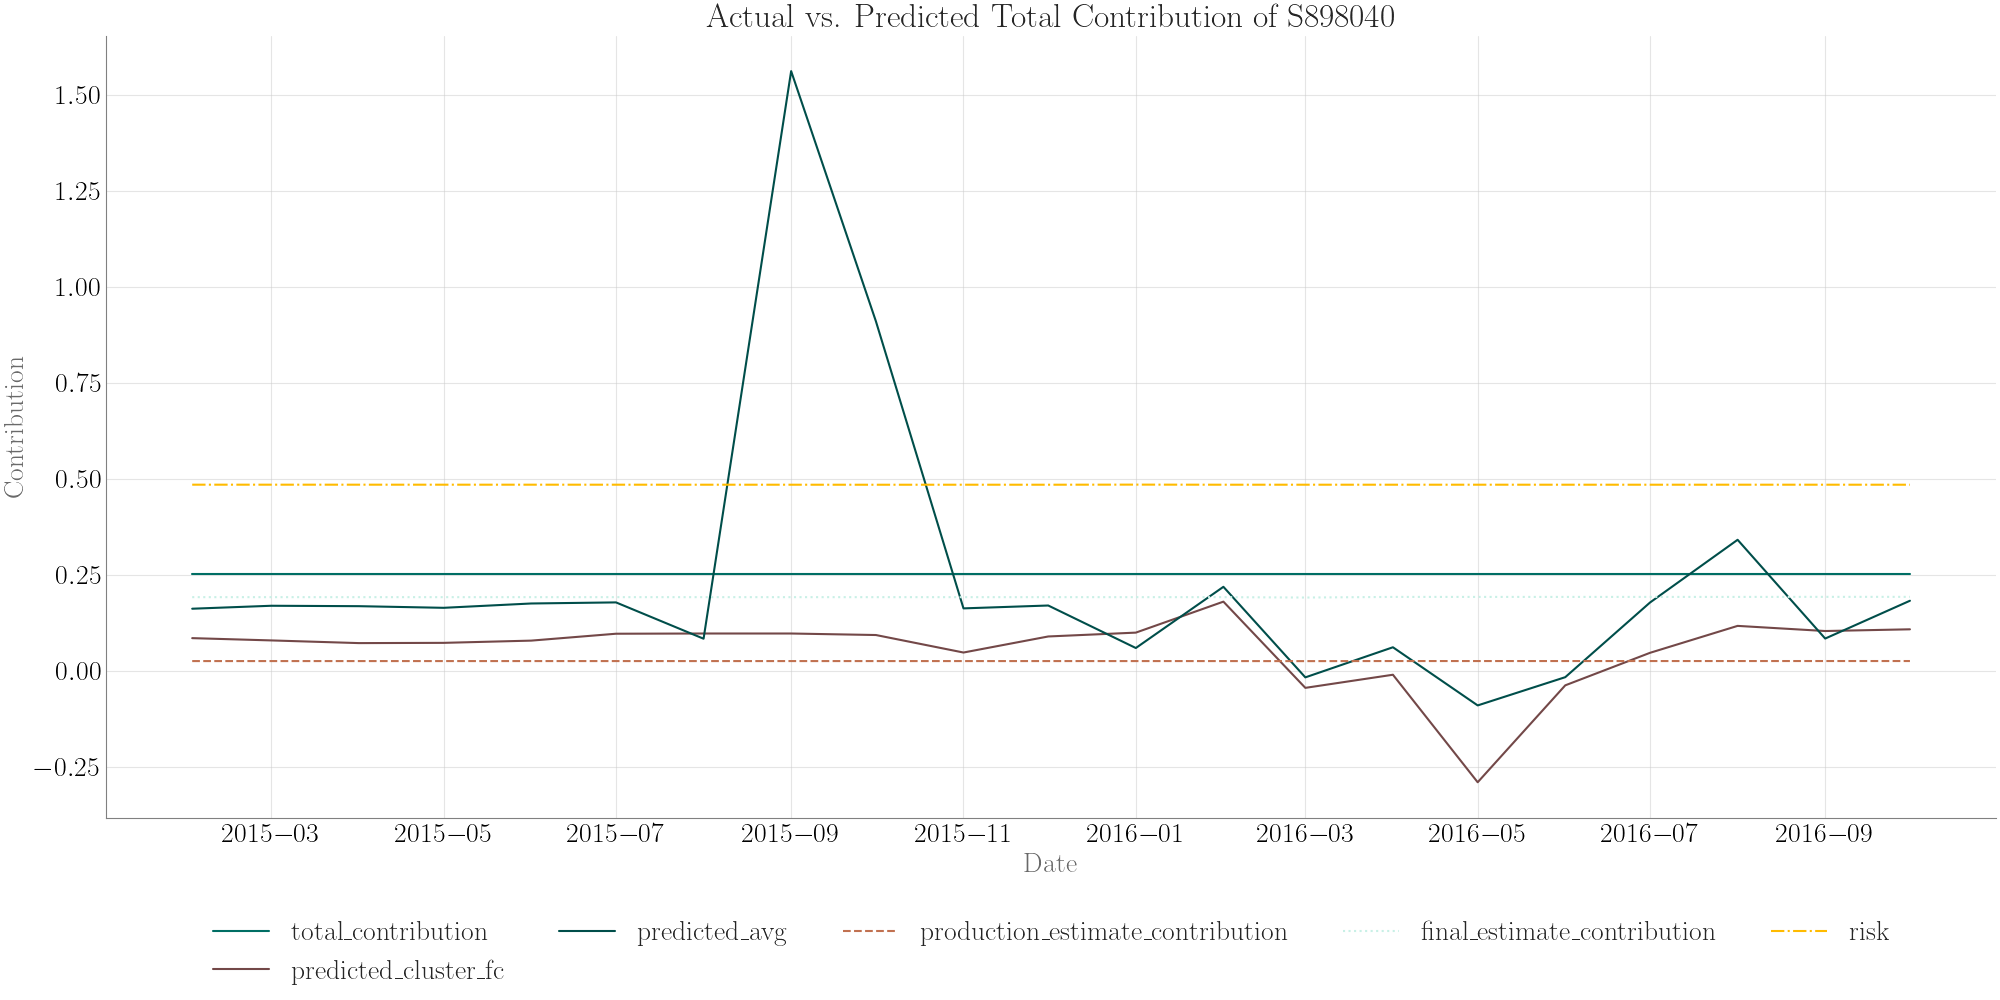 Actual vs. Predicted Total Contribution of S898040
1.50
1.25
1.00
0.75
0.50
0.25
0.00
−0.25
Contribution
2015−03 2015−05 2015−07 2015−09 2015−11 2016−01 2016−03 2016−05 2016−07 2016−09
Date
total_contribution predicted_avg production_estimate_contribution final_estimate_contribution risk
predicted_cluster_fc